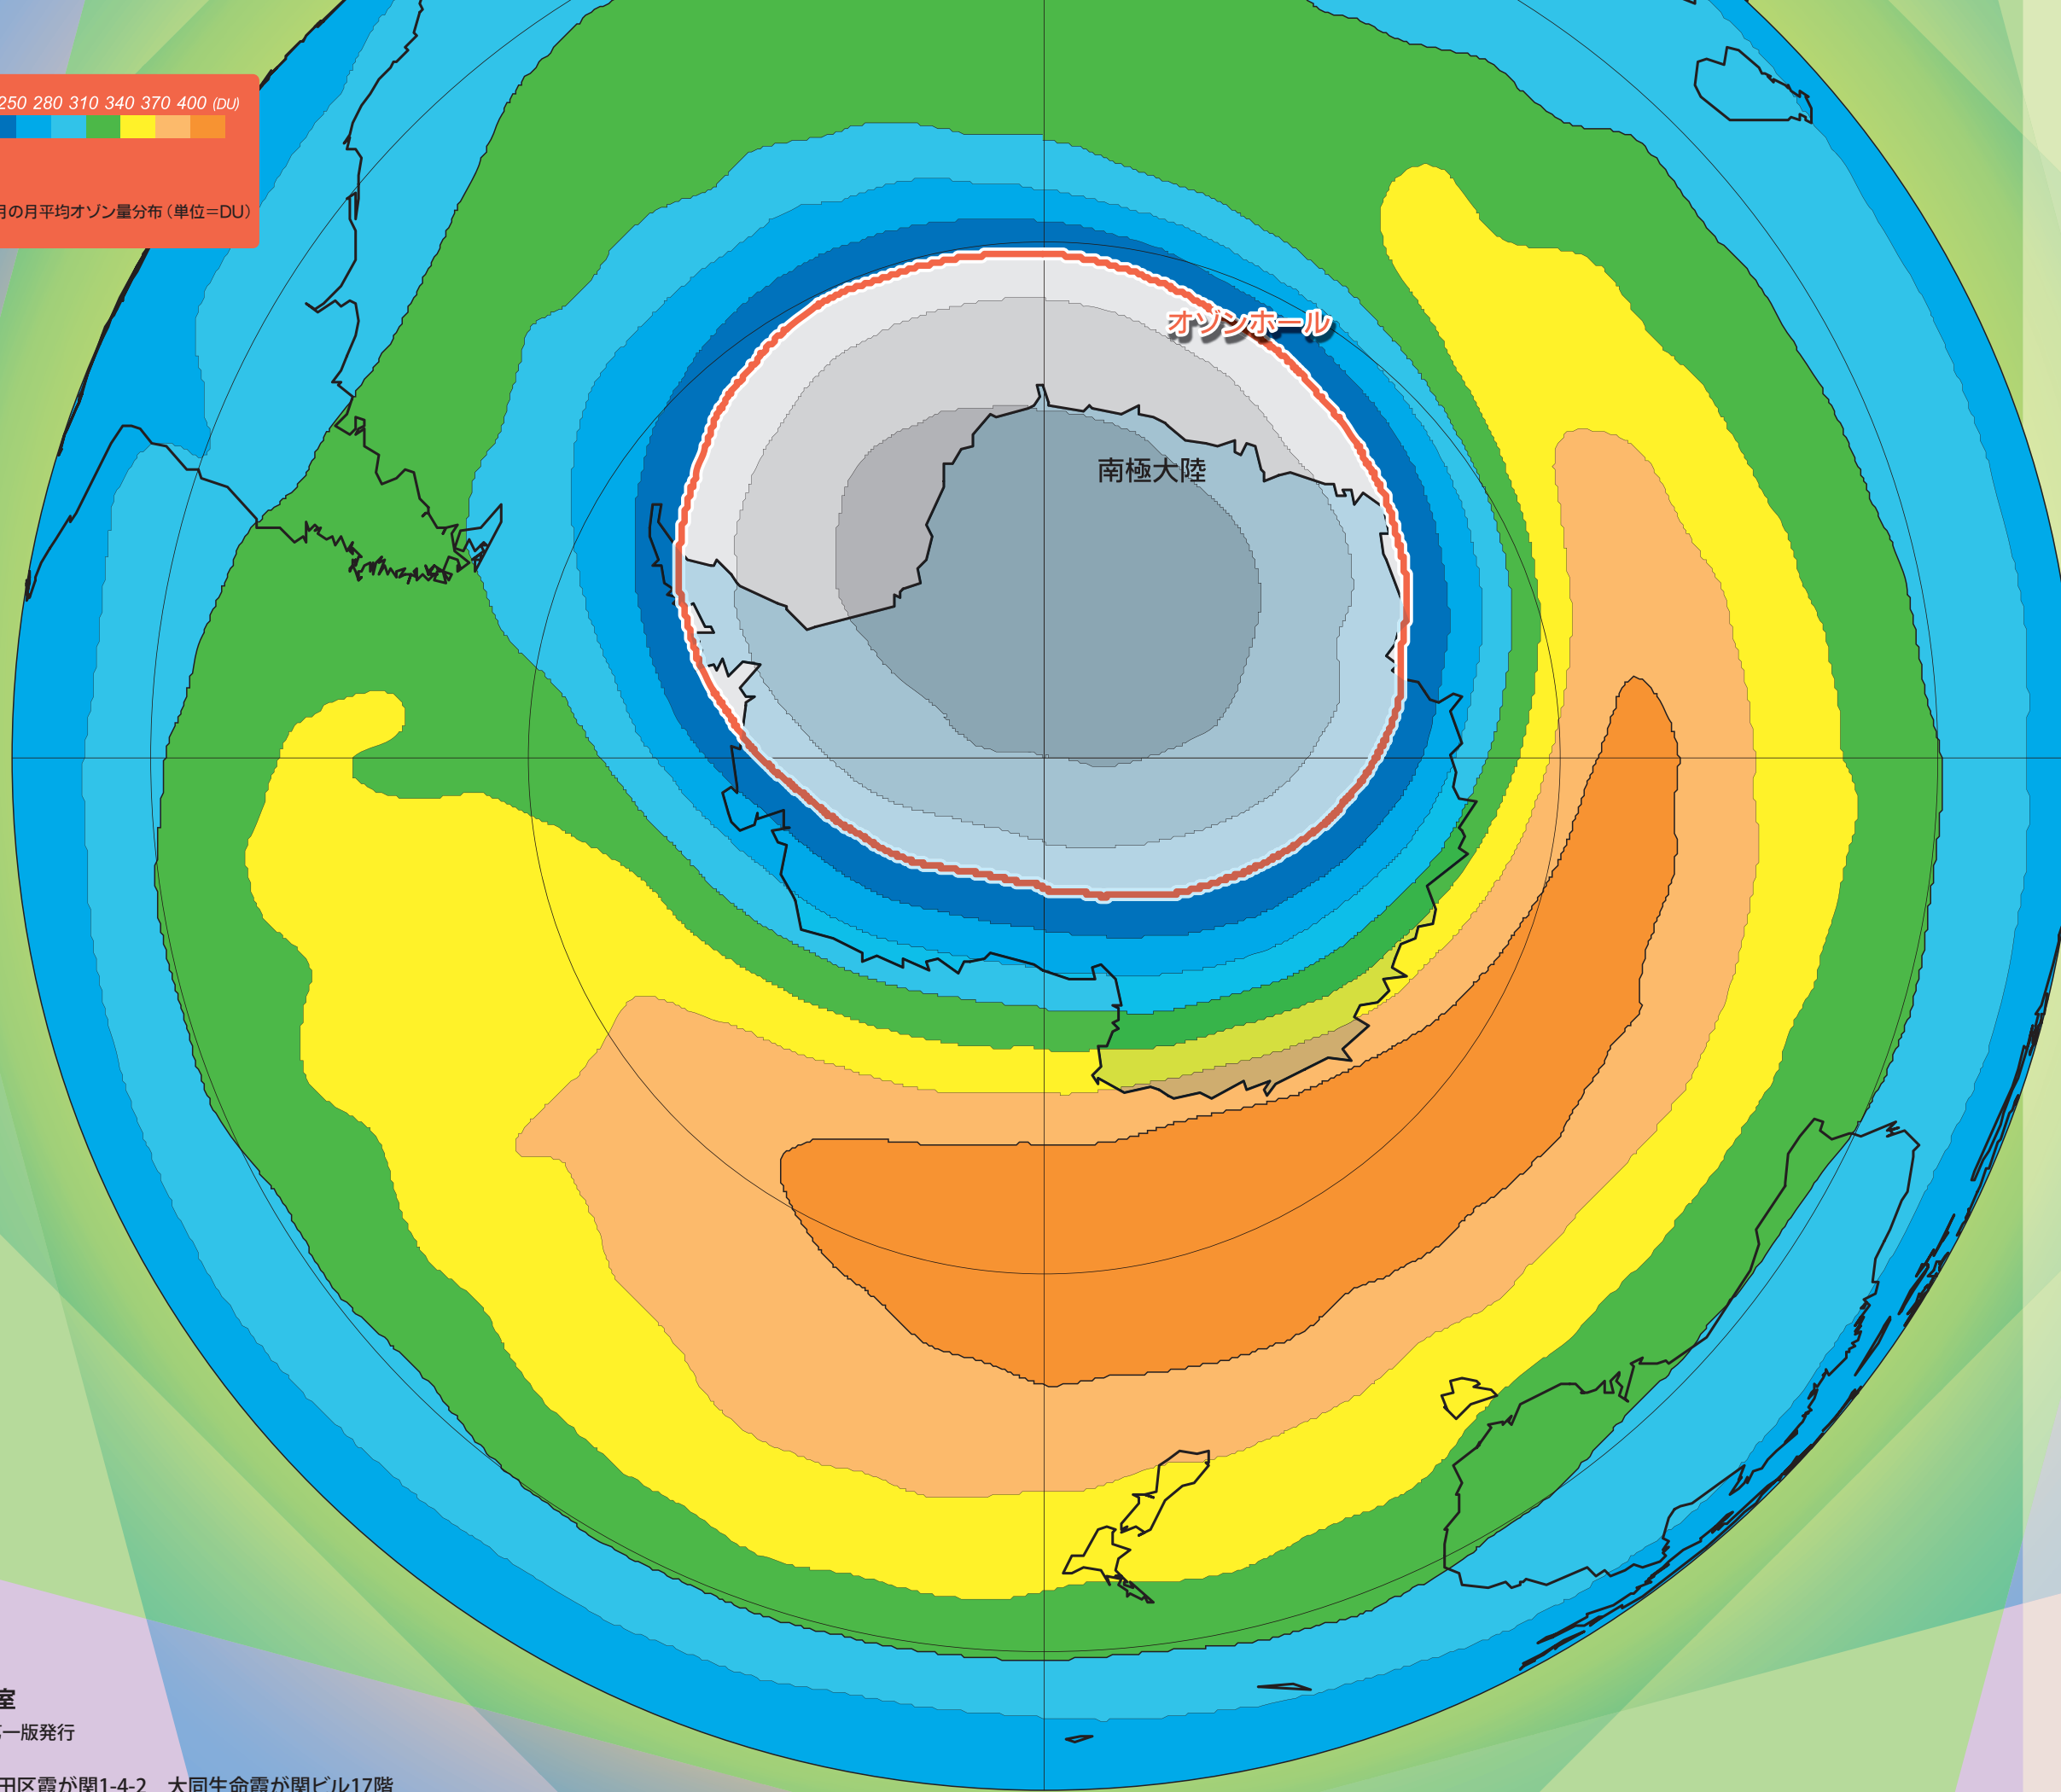 250 280 310 340 370 400 (DU)
月の月平均オゾン量分布（単位＝DU）
オゾンホール
南極大陸
室
第一版発行
田区霞が関1-4-2　大同生命霞が関ビル17階